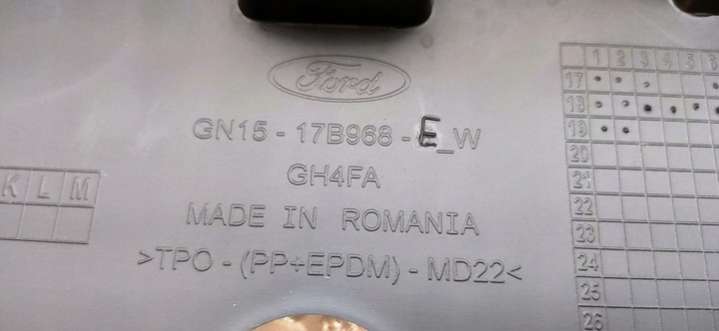 Ford
GN15 - 17B968 - E_W
GH4FA
MADE IN ROMANIA
>TPO - (PP+EPDM) - MD22<
K L M
1 2 3 4 5 6
17
18
19
20
21
22
23
24
25
26